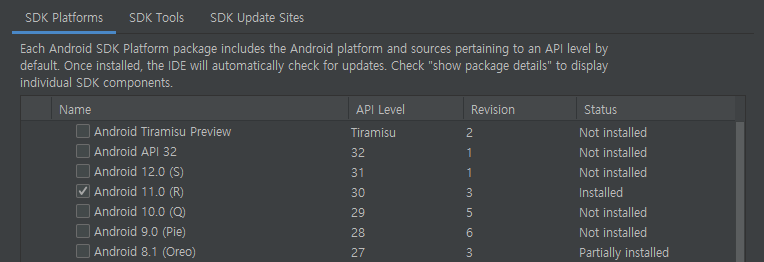 SDK Platforms SDK Tools SDK Update Sites
Each Android SDK Platform package includes the Android platform and sources pertaining to an API level by
default. Once installed, the IDE will automatically check for updates. Check "show package details" to display
individual SDK components.
Name API Level Revision Status
Android Tiramisu Preview Tiramisu 2 Not installed
Android API 32 32 1 Not installed
Android 12.0 (S) 31 1 Not installed
Android 11.0 (R) 30 3 Installed
Android 10.0 (Q) 29 5 Not installed
Android 9.0 (Pie) 28 6 Not installed
Android 8.1 (Oreo) 27 3 Partially installed